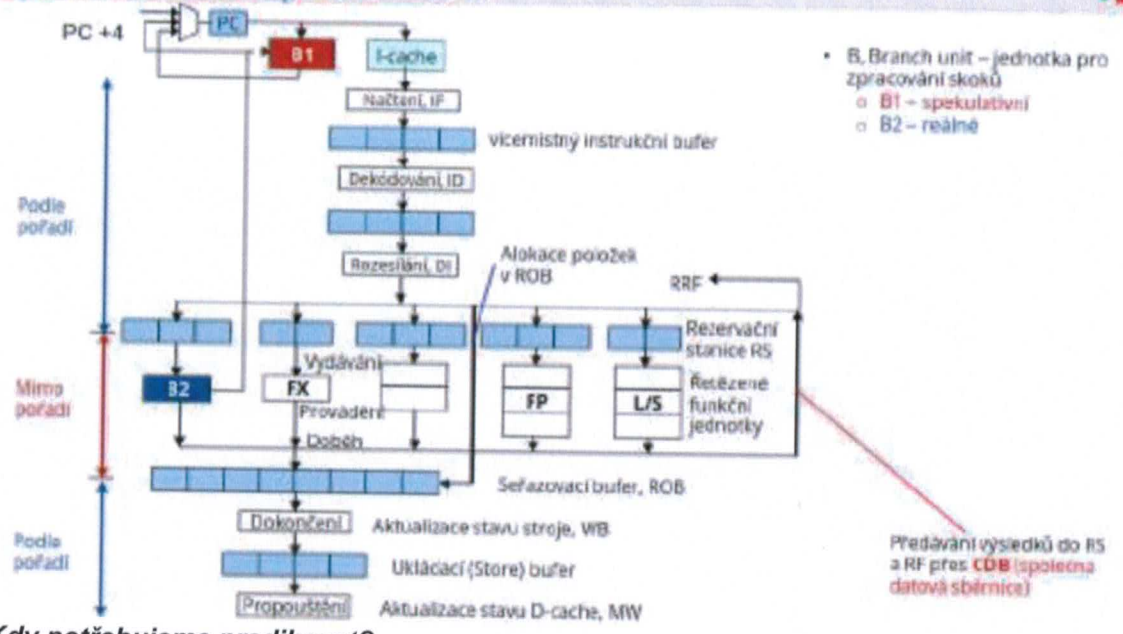 PC +4
PC
B1
I-cache
• B, Branch unit – jednotka pro
zpracování skoků
o B1 – spekulativní
o B2 – reálné
Načtení, IF
vícemístný instrukční bufer
Dekódování, ID
Podle
pořadí
Rozesílání, DI
Alokace položek
v ROB
RRF
Rezervační
stanice RS
Vydávání
Mimo
pořadí
B2
FX
Provádění
FP
L/S
Řetězené
funkční
jednotky
Doběh
Seřazovací bufer, ROB
Dokončení
Aktualizace stavu stroje, WB
Podle
pořadí
Ukládací (Store) bufer
Propouštění
Aktualizace stavu D-cache, MW
Předávání výsledků do RS
a RF přes CDB (společná
datová sběrnice)